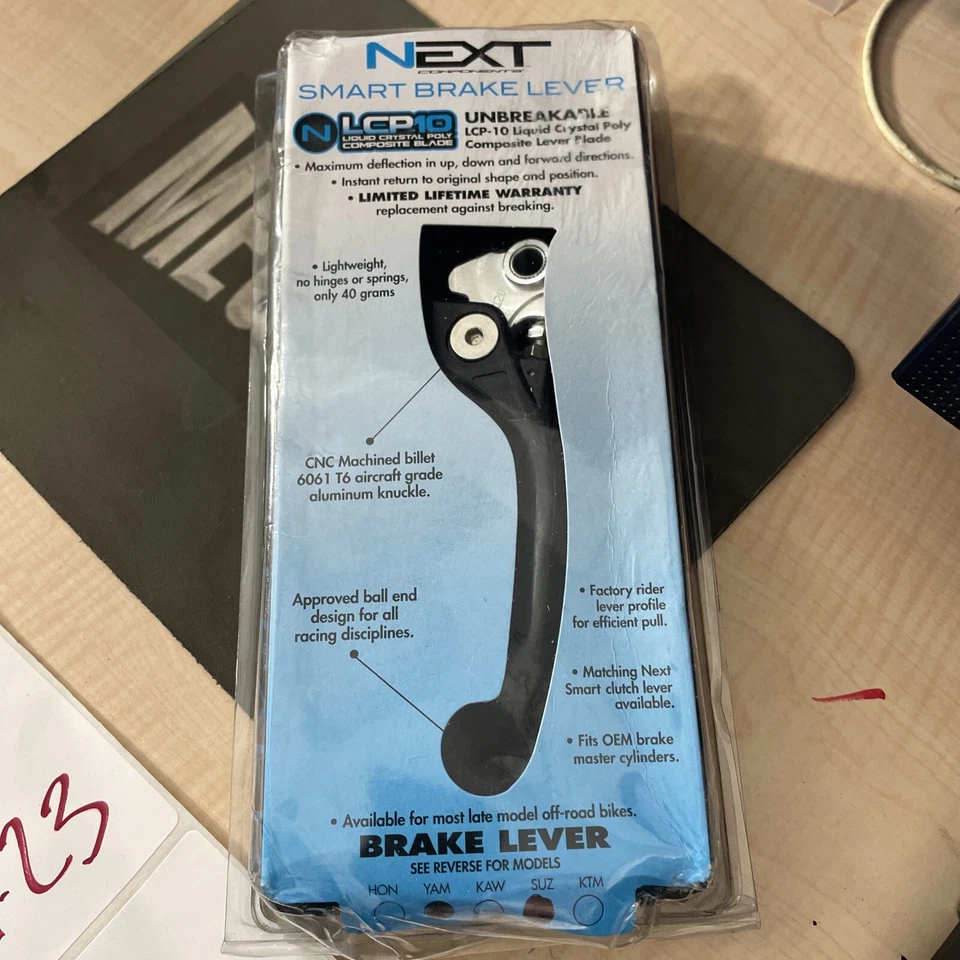 NEXT
COMPONENTS
SMART BRAKE LEVER
N LCP10
LIQUID CRYSTAL POLY
COMPOSITE BLADE
UNBREAKABLE
LCP-10 Liquid Crystal Poly
Composite Lever Blade
• Maximum deflection in up, down and forward directions.
• Instant return to original shape and position.
• LIMITED LIFETIME WARRANTY
replacement against breaking.
• Lightweight,
no hinges or springs,
only 40 grams
CNC Machined billet
6061 T6 aircraft grade
aluminum knuckle.
Approved ball end
design for all
racing disciplines.
• Factory rider
lever profile
for efficient pull.
• Matching Next
Smart clutch lever
available.
• Fits OEM brake
master cylinders.
• Available for most late model off-road bikes.
BRAKE LEVER
SEE REVERSE FOR MODELS
HON YAM KAW SUZ KTM
23